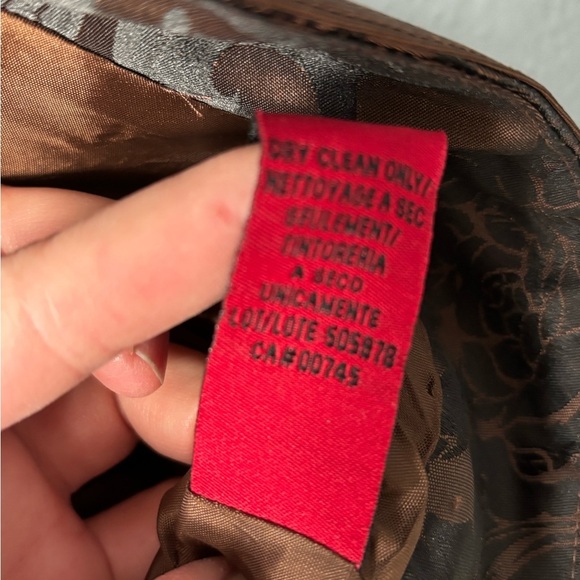 DRY CLEAN ONLY/
NETTOYAGE A SEC
SEULEMENT/
TINTORERIA
A SECO
UNICAMENTE
LOT/LOTE 505978
CA#00745